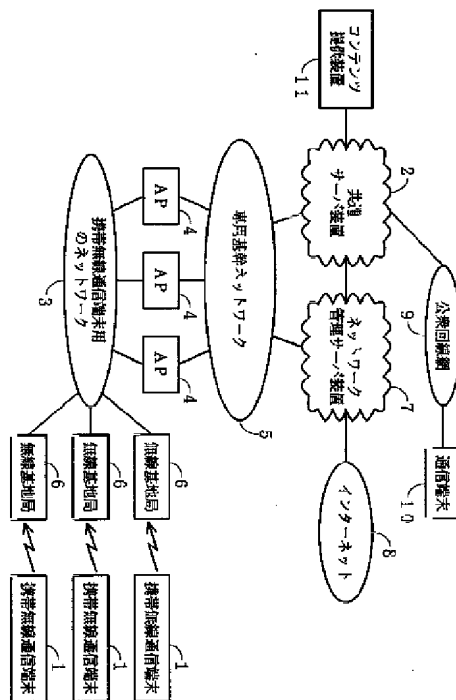 コンテンツ
提供装置
11
共通
サーバ装置
2
公衆回線網
9
通信端末
10
ネットワーク
管理サーバ装置
7
インターネット
8
専用基幹ネットワーク
5
AP
4
AP
4
AP
4
携帯無線通信端末用
のネットワーク
3
無線基地局
6
無線基地局
6
無線基地局
6
携帯無線通信端末
1
携帯無線通信端末
1
携帯無線通信端末
1